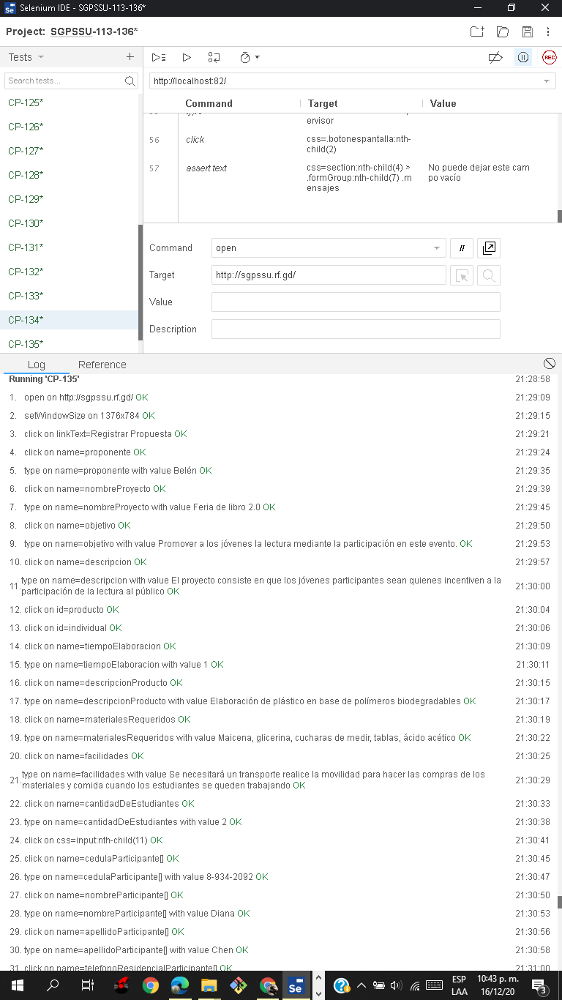 Selenium IDE - SGPSSU-113-136*
Project: SGPSSU-113-136*
Tests
REC
Search tests...
http://localhost:82/
Command Target Value
CP-125*
CP-126*
CP-127*
CP-128*
CP-129*
CP-130*
CP-131*
CP-132*
CP-133*
CP-134*
CP-135*
ervisor
56 click css=.botonespantalla:nth-
child(2)
57 assert text css=section:nth-child(4) > No puede dejar este cam
.formGroup:nth-child(7) .m po vacío
ensajes
Command open //
Target http://sgpssu.rf.gd/
Value
Description
Log Reference
Running 'CP-135' 21:28:58
1. open on http://sgpssu.rf.gd/ OK 21:29:09
2. setWindowSize on 1376x784 OK 21:29:15
3. click on linkText=Registrar Propuesta OK 21:29:21
4. click on name=proponente OK 21:29:24
5. type on name=proponente with value Belén OK 21:29:35
6. click on name=nombreProyecto OK 21:29:39
7. type on name=nombreProyecto with value Feria de libro 2.0 OK 21:29:45
8. click on name=objetivo OK 21:29:50
9. type on name=objetivo with value Promover a los jóvenes la lectura mediante la participación en este evento. OK 21:29:53
10. click on name=descripcion OK 21:29:57
11. type on name=descripcion with value El proyecto consiste en que los jóvenes participantes sean quienes incentiven a la 21:30:00
participación de la lectura al público OK
12. click on id=producto OK 21:30:04
13. click on id=individual OK 21:30:06
14. click on name=tiempoElaboracion OK 21:30:09
15. type on name=tiempoElaboracion with value 1 OK 21:30:11
16. click on name=descripcionProducto OK 21:30:15
17. type on name=descripcionProducto with value Elaboración de plástico en base de polímeros biodegradables OK 21:30:17
18. click on name=materialesRequeridos OK 21:30:19
19. type on name=materialesRequeridos with value Maicena, glicerina, cucharas de medir, tablas, ácido acético OK 21:30:22
20. click on name=facilidades OK 21:30:25
21. type on name=facilidades with value Se necesitará un transporte realice la movilidad para hacer las compras de los 21:30:29
materiales y comida cuando los estudiantes se queden trabajando OK
22. click on name=cantidadDeEstudiantes OK 21:30:33
23. type on name=cantidadDeEstudiantes with value 2 OK 21:30:38
24. click on css=input:nth-child(11) OK 21:30:41
25. click on name=cedulaParticipante[] OK 21:30:45
26. type on name=cedulaParticipante[] with value 8-934-2092 OK 21:30:47
27. click on name=nombreParticipante[] OK 21:30:50
28. type on name=nombreParticipante[] with value Diana OK 21:30:53
29. click on name=apellidoParticipante[] OK 21:30:56
30. type on name=apellidoParticipante[] with value Chen OK 21:30:58
31. click on name=telefonoResidencialParticipante[] OK 21:31:00
Se
ESP 10:43 p. m.
LAA 16/12/20
3